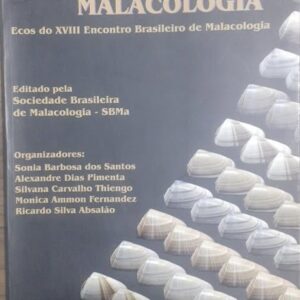 MALACOLOGIA
Ecos do XVIII Encontro Brasileiro de Malacologia
Editado pela
Sociedade Brasileira
de Malacologia - SBMa
Organizadores:
Sonia Barbosa dos Santos
Alexandre Dias Pimenta
Silvana Carvalho Thiengo
Monica Ammon Fernandez
Ricardo Silva Absalão